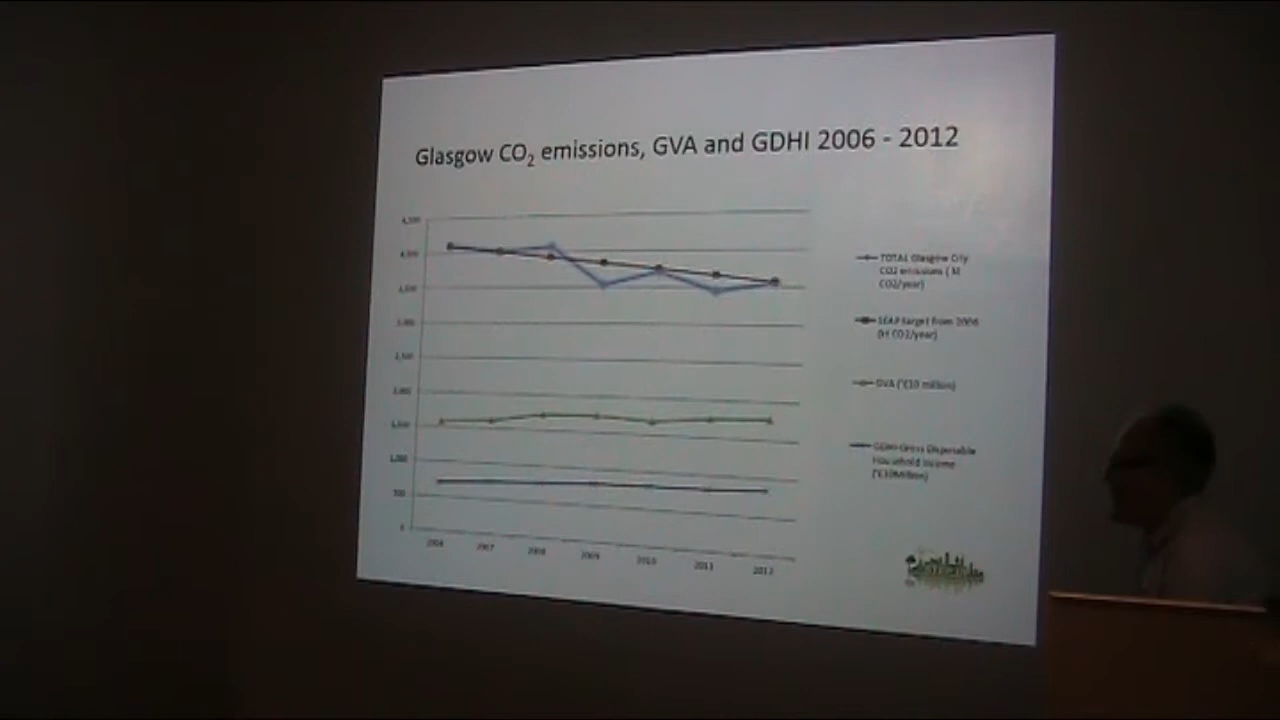 Glasgow CO₂ emissions, GVA and GDHI 2006 - 2012
4,500
4,000
3,500
3,000
2,500
2,000
1,500
1,000
500
0
2006
2007
2008
2009
2010
2011
2012
TOTAL Glasgow City
CO2 emissions (
CO2/year)
SEAP target from 2006
(kt CO2/year)
GVA ('£10 million)
GDHI Gross Disposable
Household Income
('£10Million)